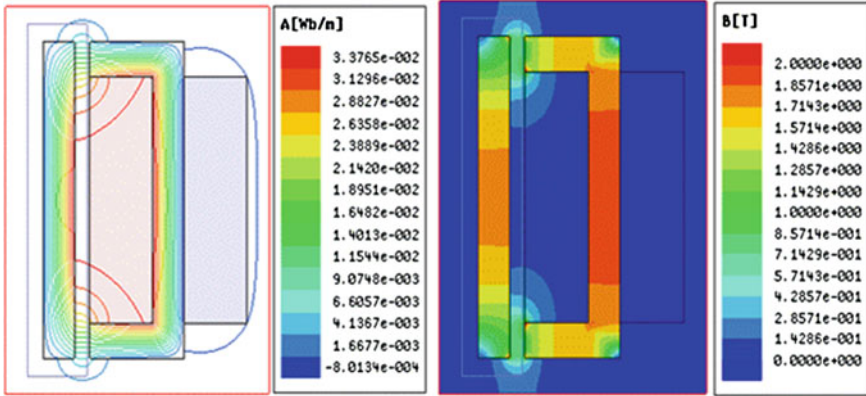 A[Wb/m]
3.3765e-002
3.1296e-002
2.8827e-002
2.6358e-002
2.3889e-002
2.1420e-002
1.8951e-002
1.6482e-002
1.4013e-002
1.1544e-002
9.0748e-003
6.6057e-003
4.1367e-003
1.6677e-003
-8.0134e-004
B[T]
2.0000e+000
1.8571e+000
1.7143e+000
1.5714e+000
1.4286e+000
1.2857e+000
1.1429e+000
1.0000e+000
8.5714e-001
7.1429e-001
5.7143e-001
4.2857e-001
2.8571e-001
1.4286e-001
0.0000e+000